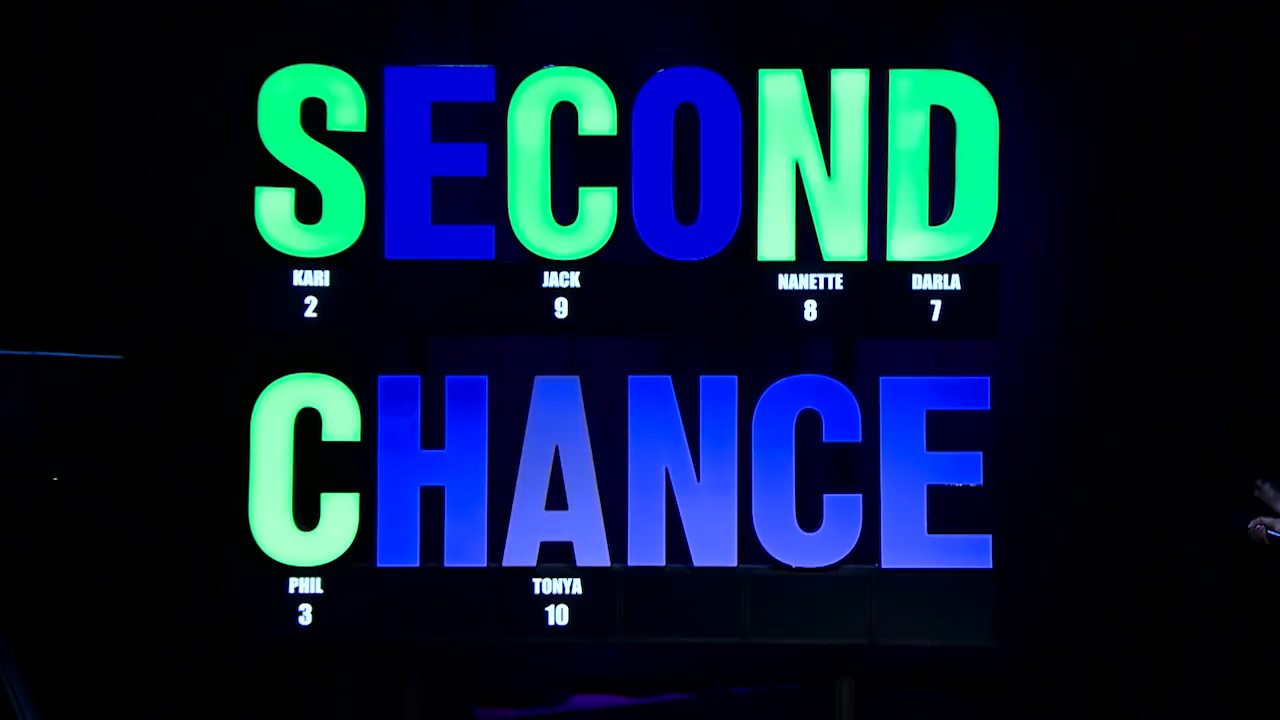 SECOND
KARI JACK NANETTE DARLA
2 9 8 7
CHANCE
PHIL TONYA
3 10